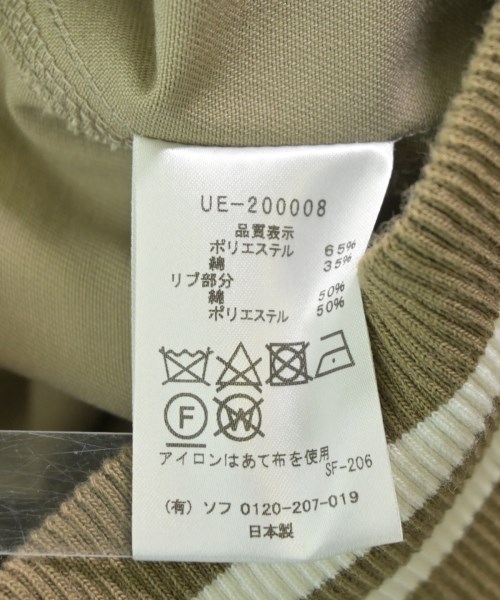 UE-200008
品質表示
ポリエステル 65%
綿 35%
リブ部分
綿 50%
ポリエステル 50%
F W
アイロンはあて布を使用
SF-206
(有) ソフ 0120-207-019
日本製